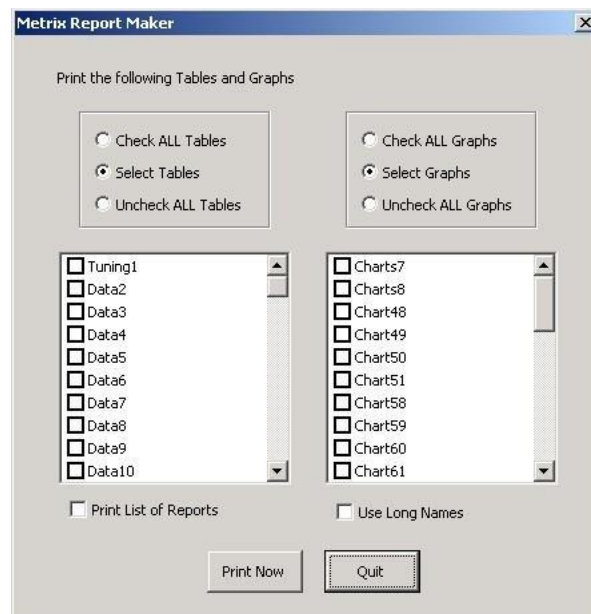 Metrix Report Maker
Print the following Tables and Graphs
Check ALL Tables
Select Tables
Uncheck ALL Tables
Check ALL Graphs
Select Graphs
Uncheck ALL Graphs
Tuning1
Data2
Data3
Data4
Data5
Data6
Data7
Data8
Data9
Data10
Charts7
Charts8
Chart48
Chart49
Chart50
Chart51
Chart58
Chart59
Chart60
Chart61
Print List of Reports
Use Long Names
Print Now
Quit